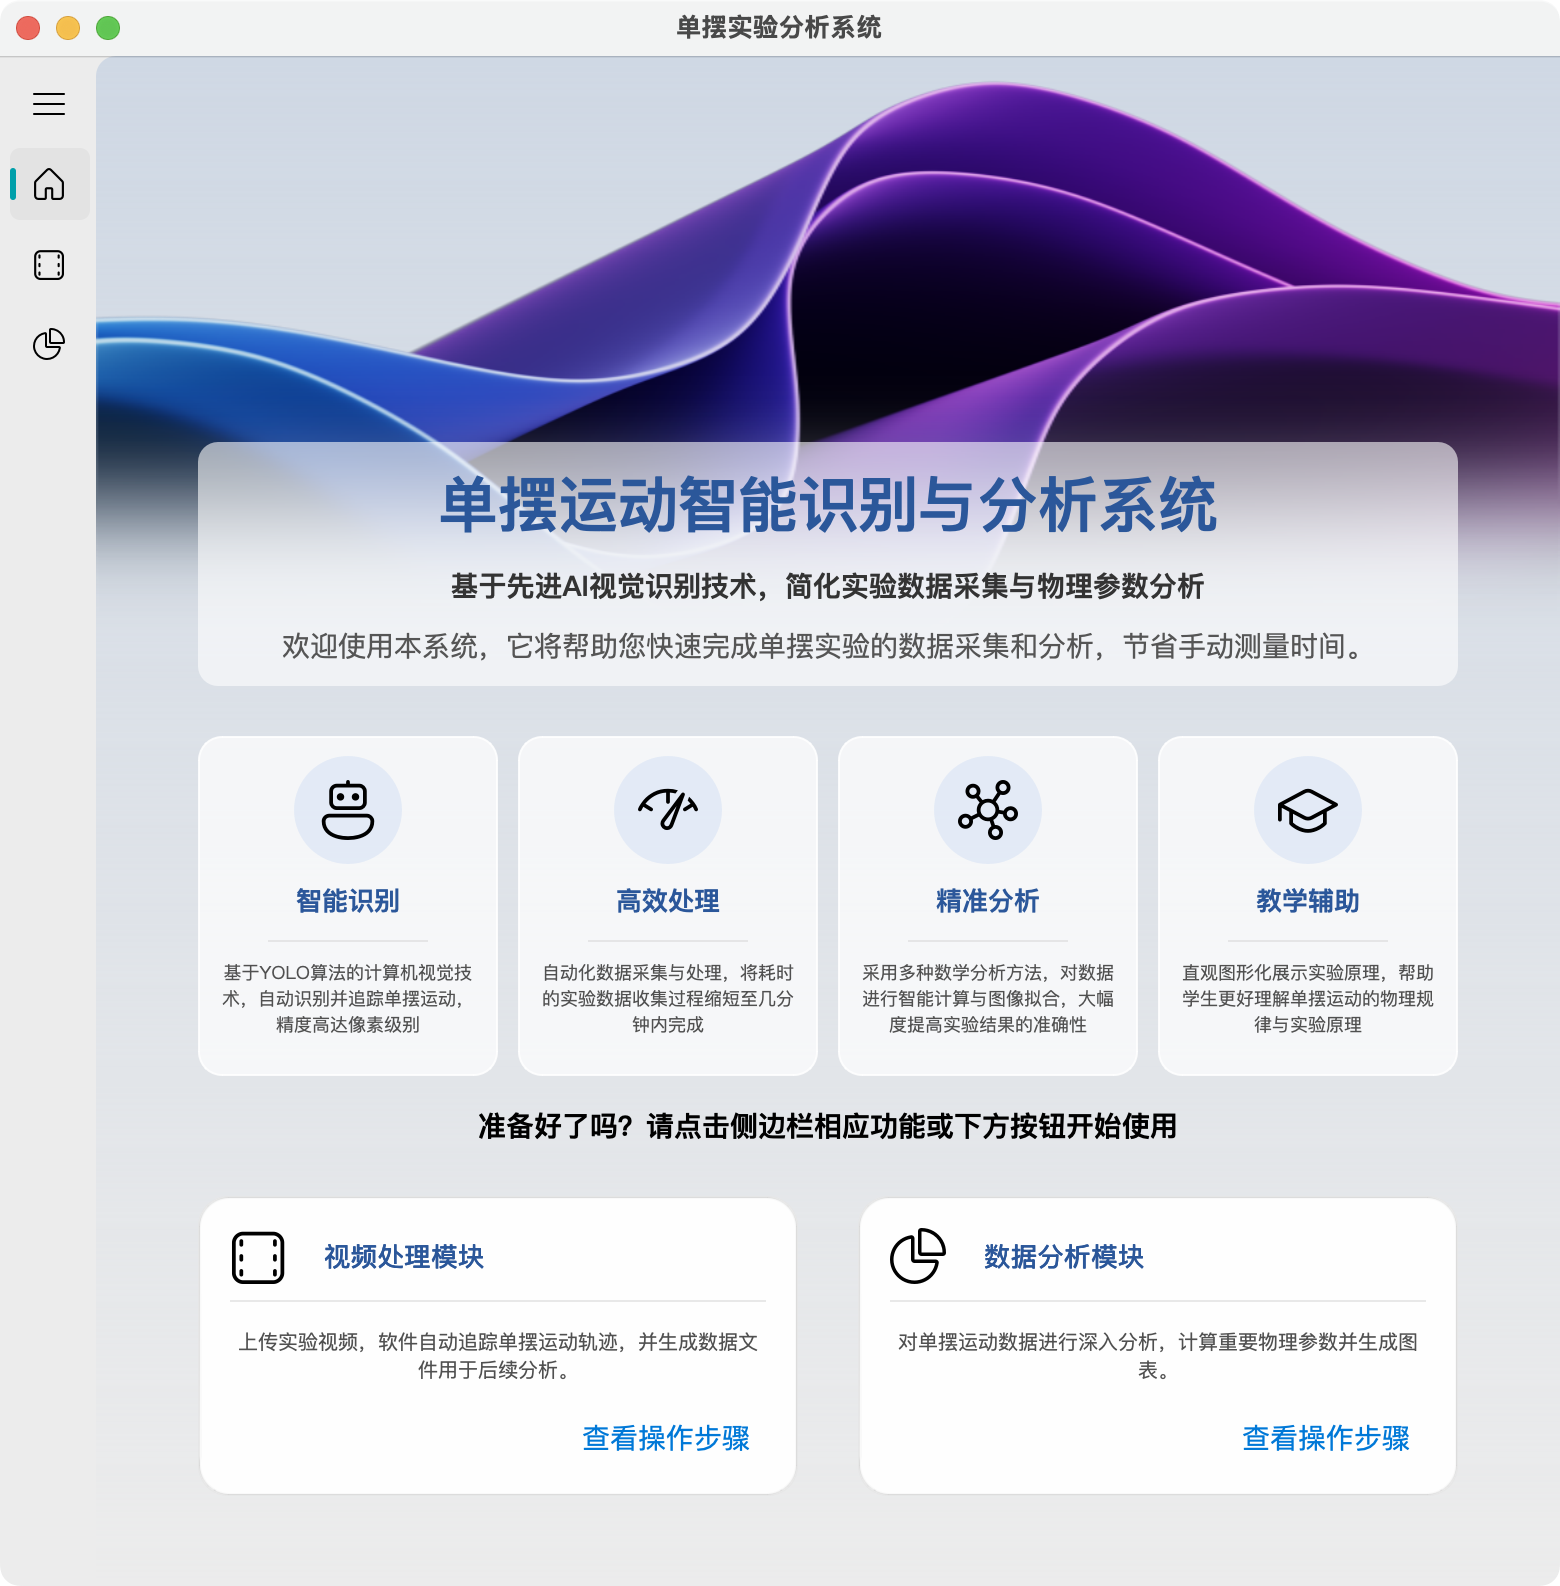 单摆实验分析系统
单摆运动智能识别与分析系统
基于先进AI视觉识别技术，简化实验数据采集与物理参数分析
欢迎使用本系统，它将帮助您快速完成单摆实验的数据采集和分析，节省手动测量时间。
智能识别
基于YOLO算法的计算机视觉技
术，自动识别并追踪单摆运动，
精度高达像素级别
高效处理
自动化数据采集与处理，将耗时
的实验数据收集过程缩短至几分
钟内完成
精准分析
采用多种数学分析方法，对数据
进行智能计算与图像拟合，大幅
度提高实验结果的准确性
教学辅助
直观图形化展示实验原理，帮助
学生更好理解单摆运动的物理规
律与实验原理
准备好了吗？请点击侧边栏相应功能或下方按钮开始使用
视频处理模块
上传实验视频，软件自动追踪单摆运动轨迹，并生成数据文
件用于后续分析。
查看操作步骤
数据分析模块
对单摆运动数据进行深入分析，计算重要物理参数并生成图
表。
查看操作步骤